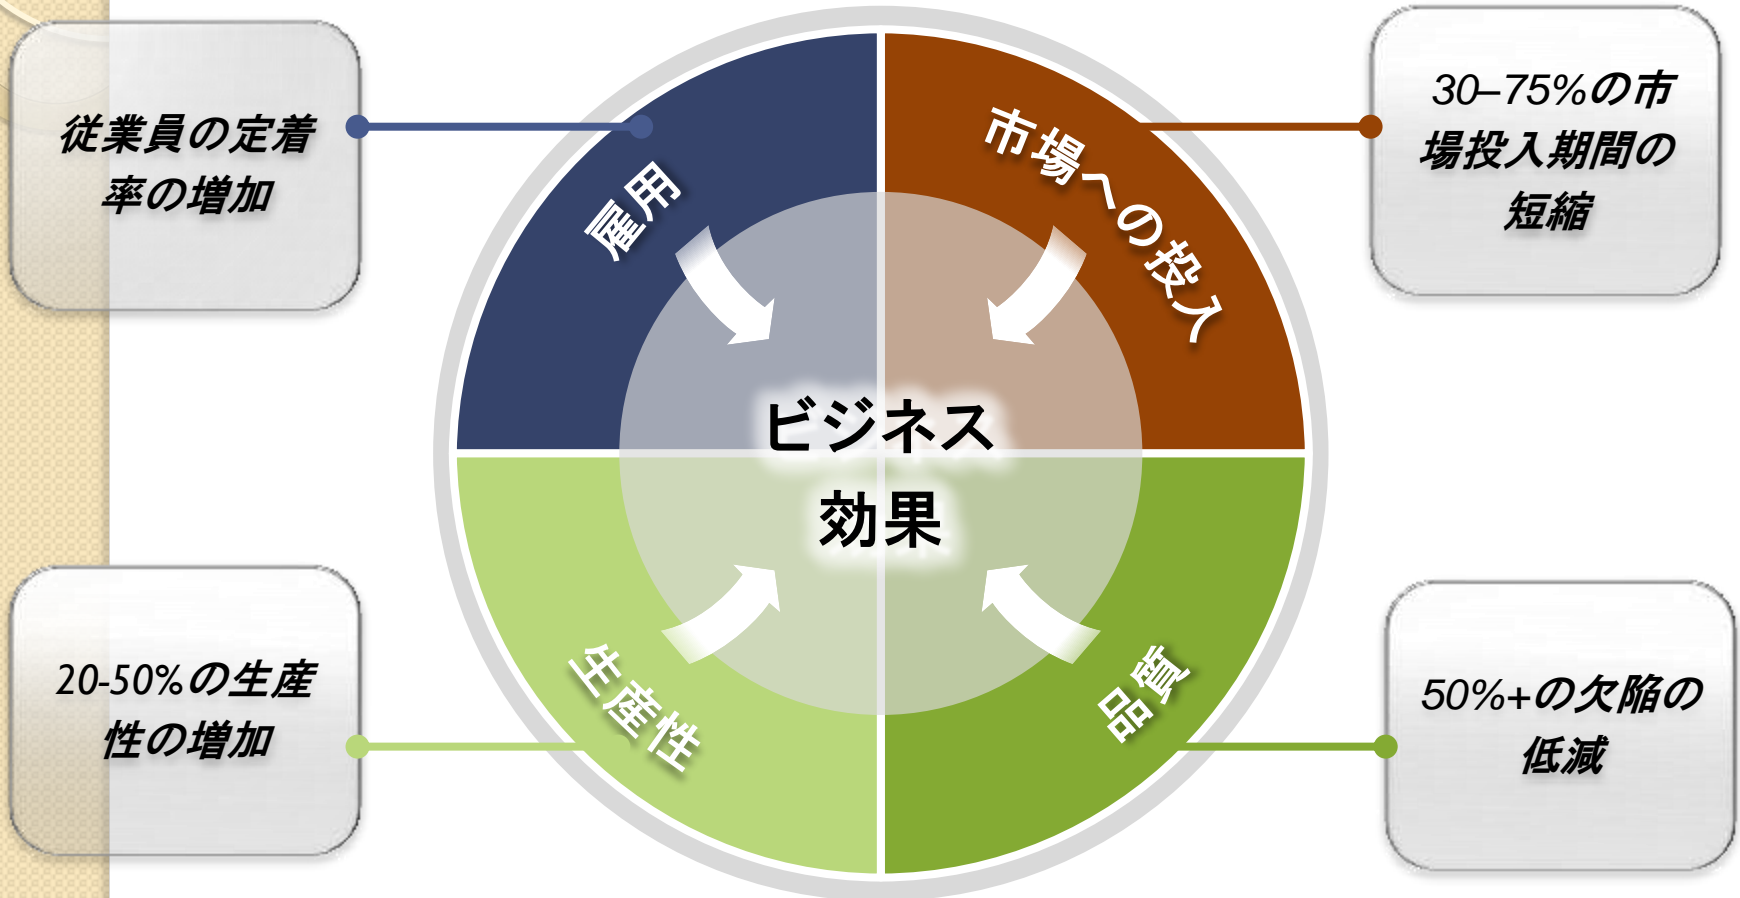 従業員の定着
率の増加
30–75%の市
場投入期間の
短縮
雇用
市場への投入
ビジネス
効果
生産性
品質
20-50%の生産
性の増加
50%+の欠陥の
低減